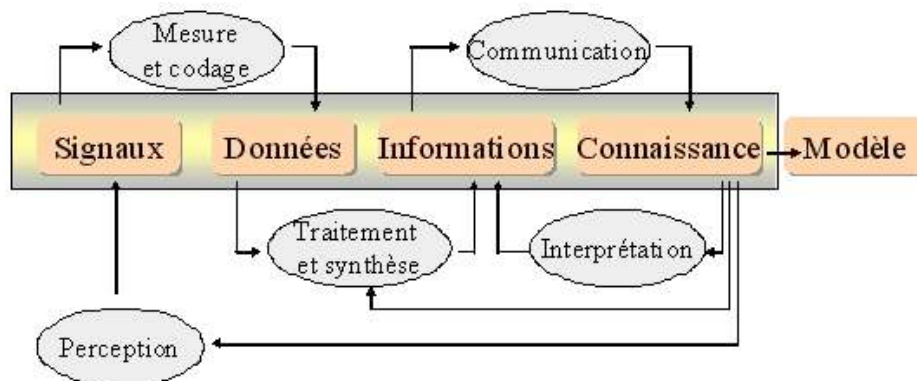 Mesure
et codage
Communication
Signaux
Données
Informations
Connaissance
Modèle
Traitement
et synthèse
Interprétation
Perception